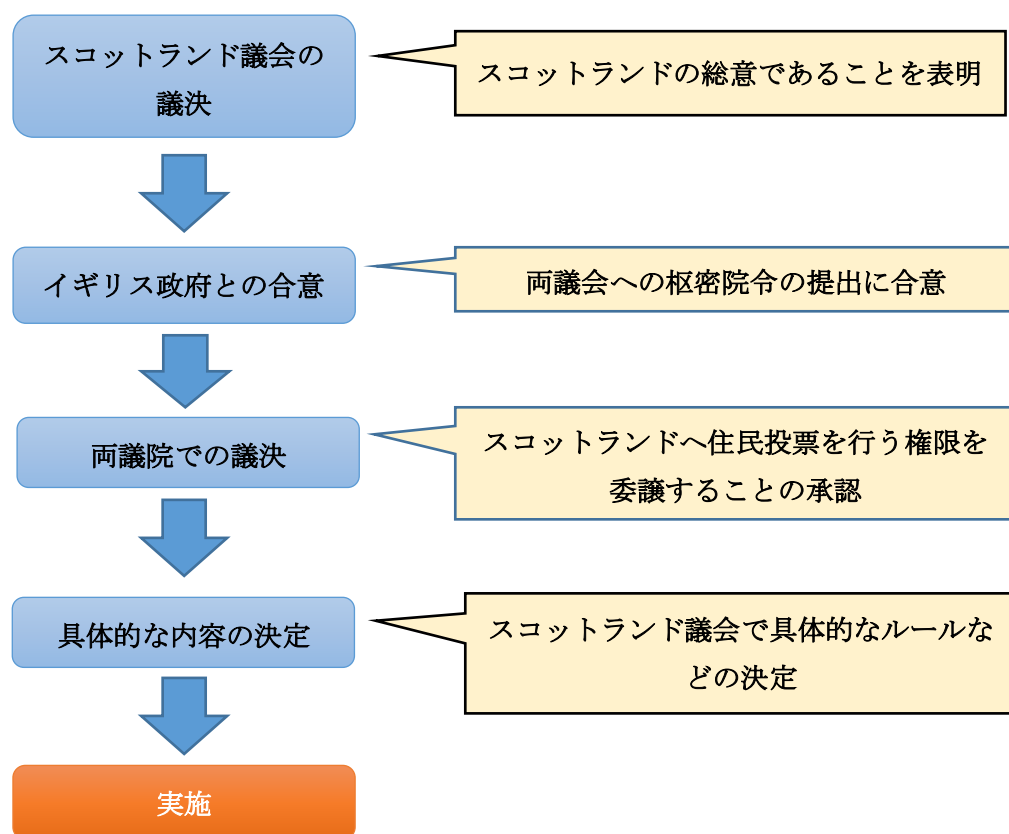 スコットランド議会の
議決
スコットランドの総意であることを表明
イギリス政府との合意
両議会への枢密院令の提出に合意
両議院での議決
スコットランドへ住民投票を行う権限を
委譲することの承認
具体的な内容の決定
スコットランド議会で具体的なルールな
どの決定
実施